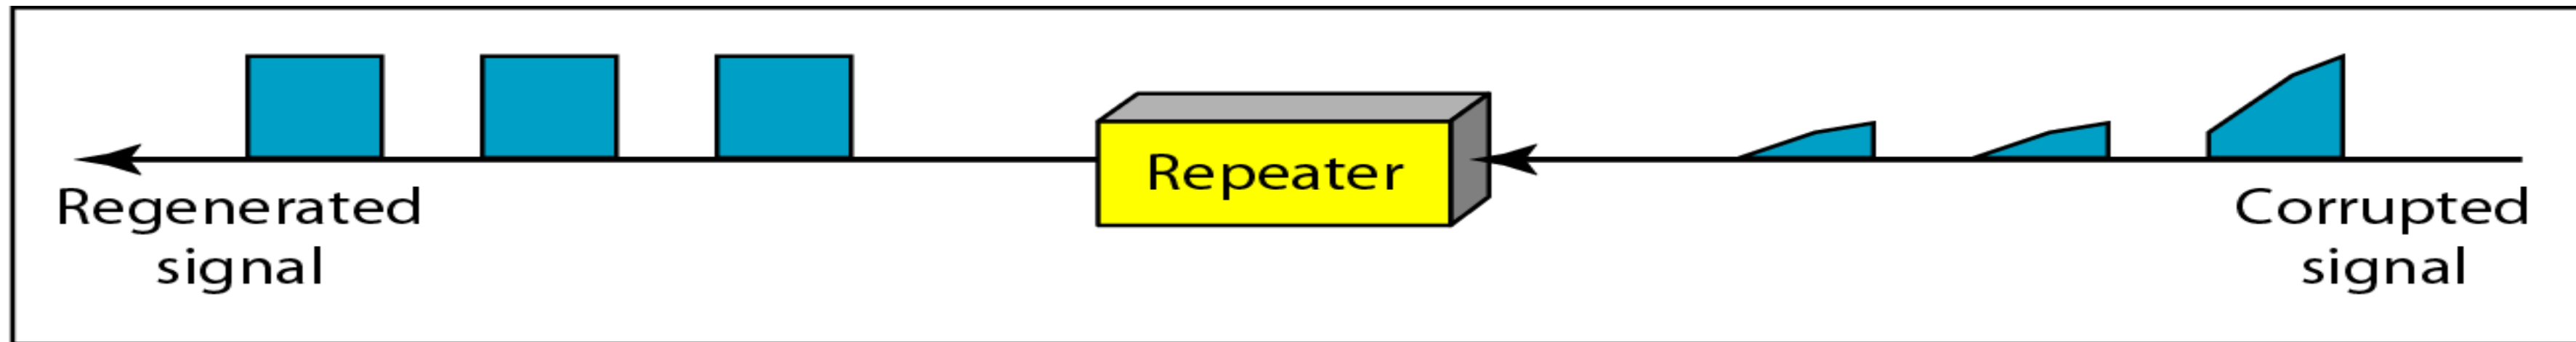 Repeater
Regenerated
signal
Corrupted
signal